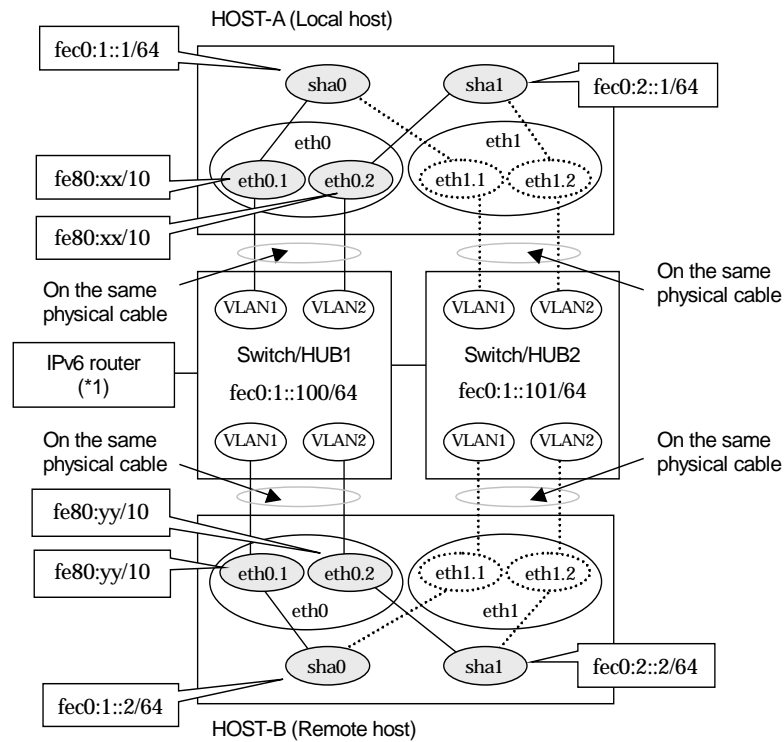 HOST-A (Local host)
fec0:1::1/64
sha0
sha1
fec0:2::1/64
eth0
eth1
fe80:xx/10
eth0.1
eth0.2
eth1.1
eth1.2
fe80:xx/10
On the same
physical cable
On the same
physical cable
VLAN1
VLAN2
VLAN1
VLAN2
IPv6 router
(*1)
Switch/HUB1
fec0:1::100/64
Switch/HUB2
fec0:1::101/64
On the same
physical cable
VLAN1
VLAN2
VLAN1
VLAN2
On the same
physical cable
fe80:yy/10
fe80:yy/10
eth0.1
eth0.2
eth1.1
eth1.2
eth0
eth1
sha0
sha1
fec0:2::2/64
fec0:1::2/64
HOST-B (Remote host)